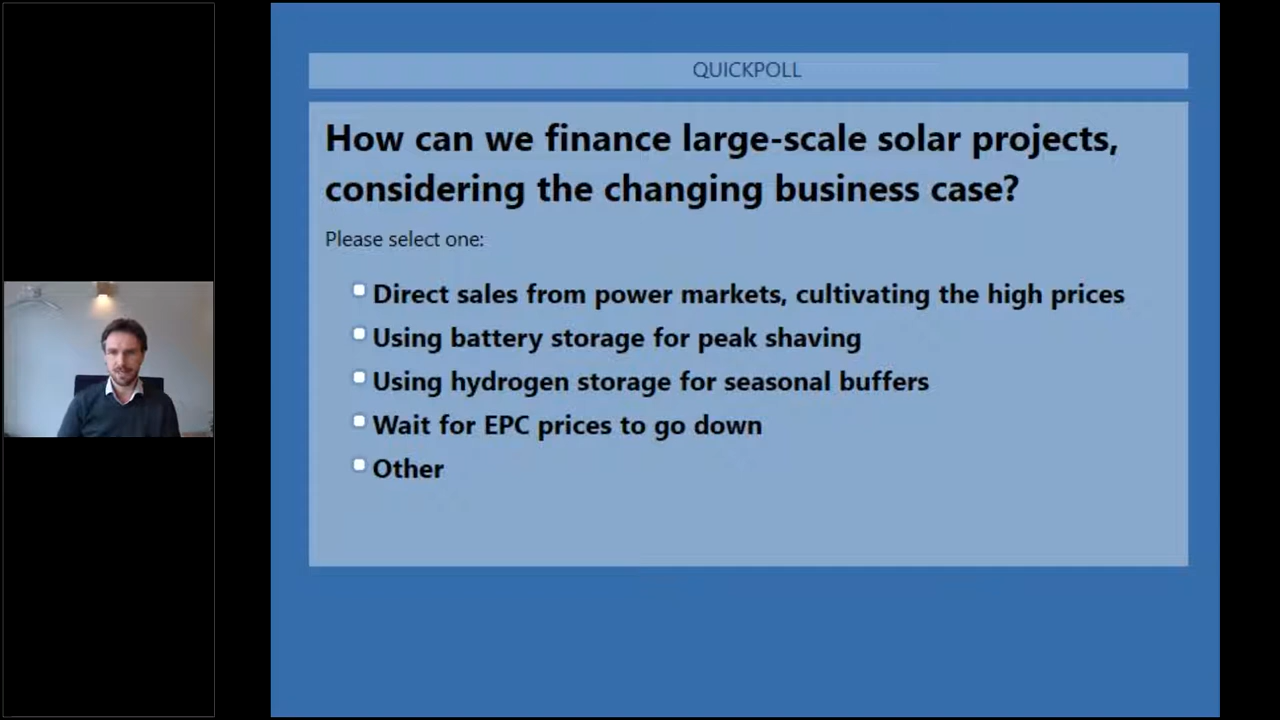 QUICKPOLL
How can we finance large-scale solar projects,
considering the changing business case?
Please select one:
Direct sales from power markets, cultivating the high prices
Using battery storage for peak shaving
Using hydrogen storage for seasonal buffers
Wait for EPC prices to go down
Other